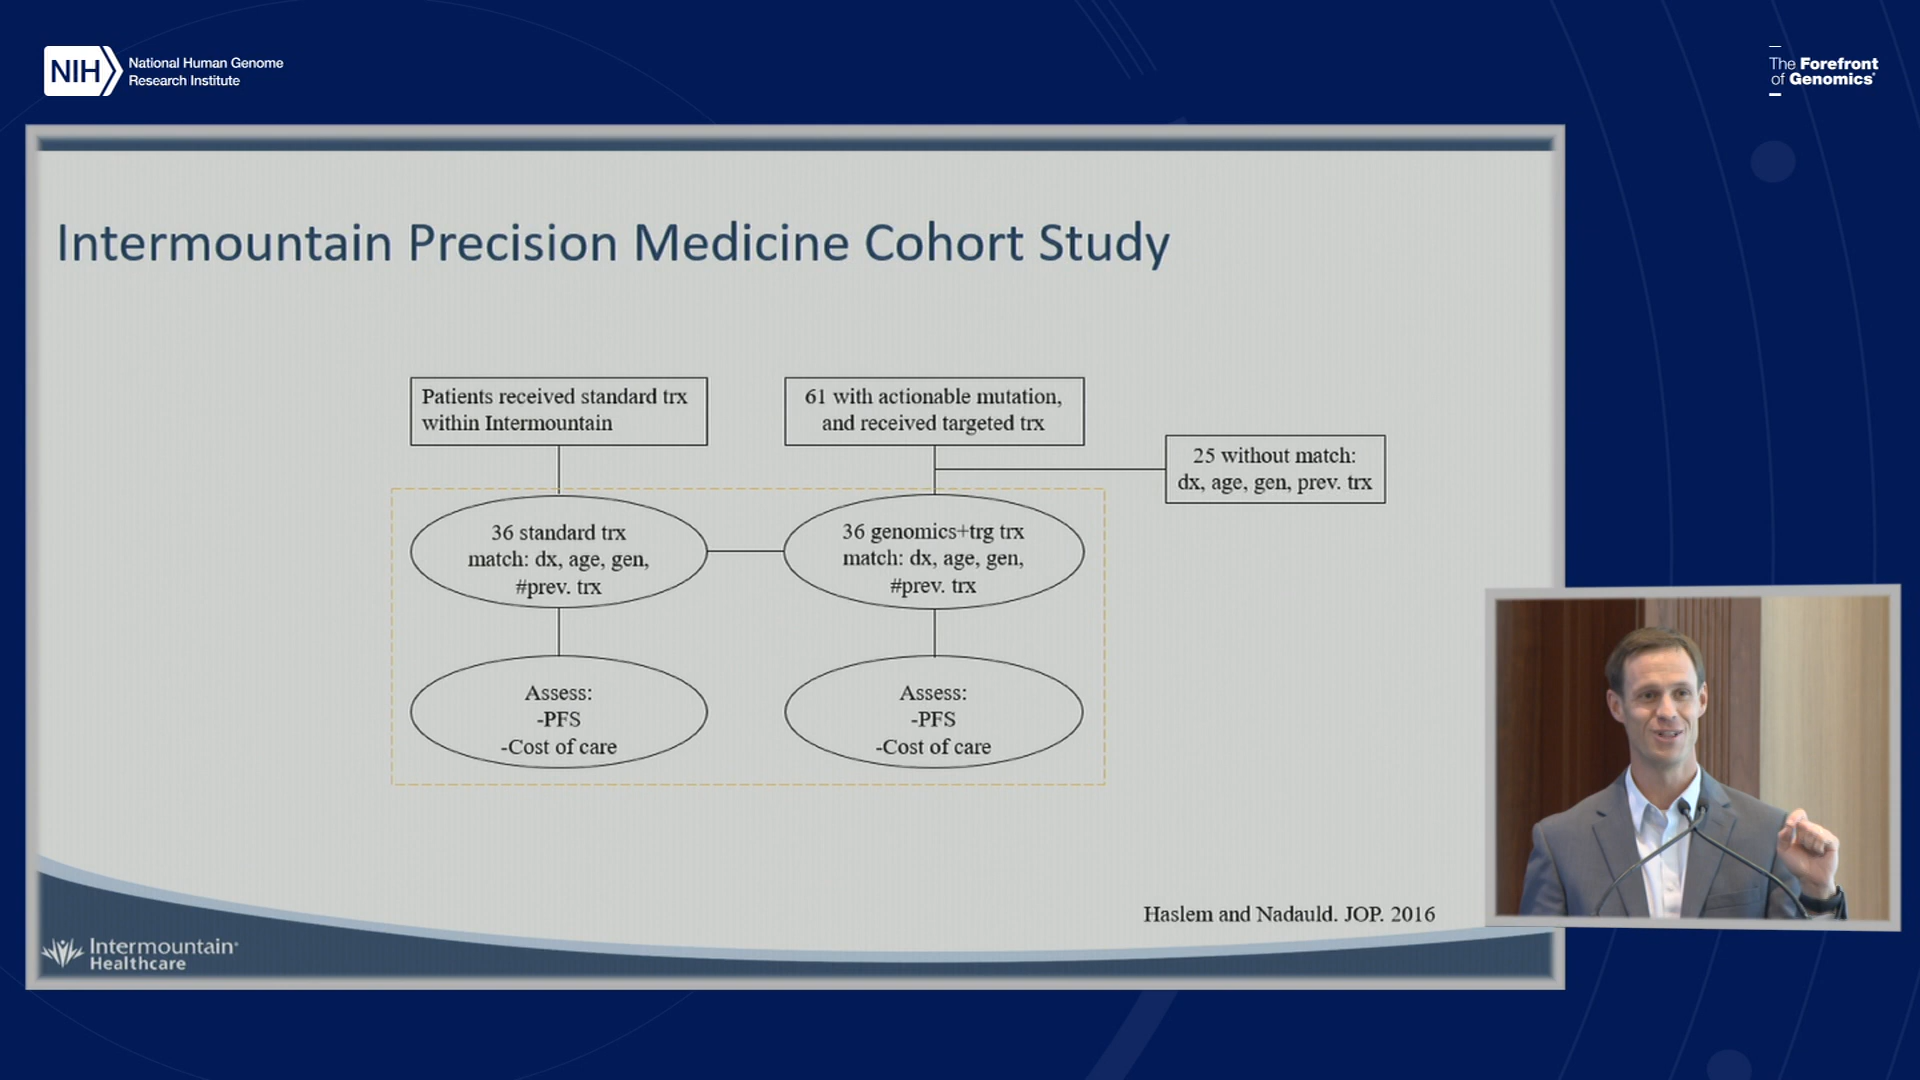 NIH
National Human Genome
Research Institute
The Forefront
of Genomics®
Intermountain Precision Medicine Cohort Study
Patients received standard trx
within Intermountain
61 with actionable mutation,
and received targeted trx
25 without match:
dx, age, gen, prev. trx
36 standard trx
match: dx, age, gen,
#prev. trx
36 genomics+trg trx
match: dx, age, gen,
#prev. trx
Assess:
-PFS
-Cost of care
Assess:
-PFS
-Cost of care
Haslem and Nadauld. JOP. 2016
Intermountain®
Healthcare